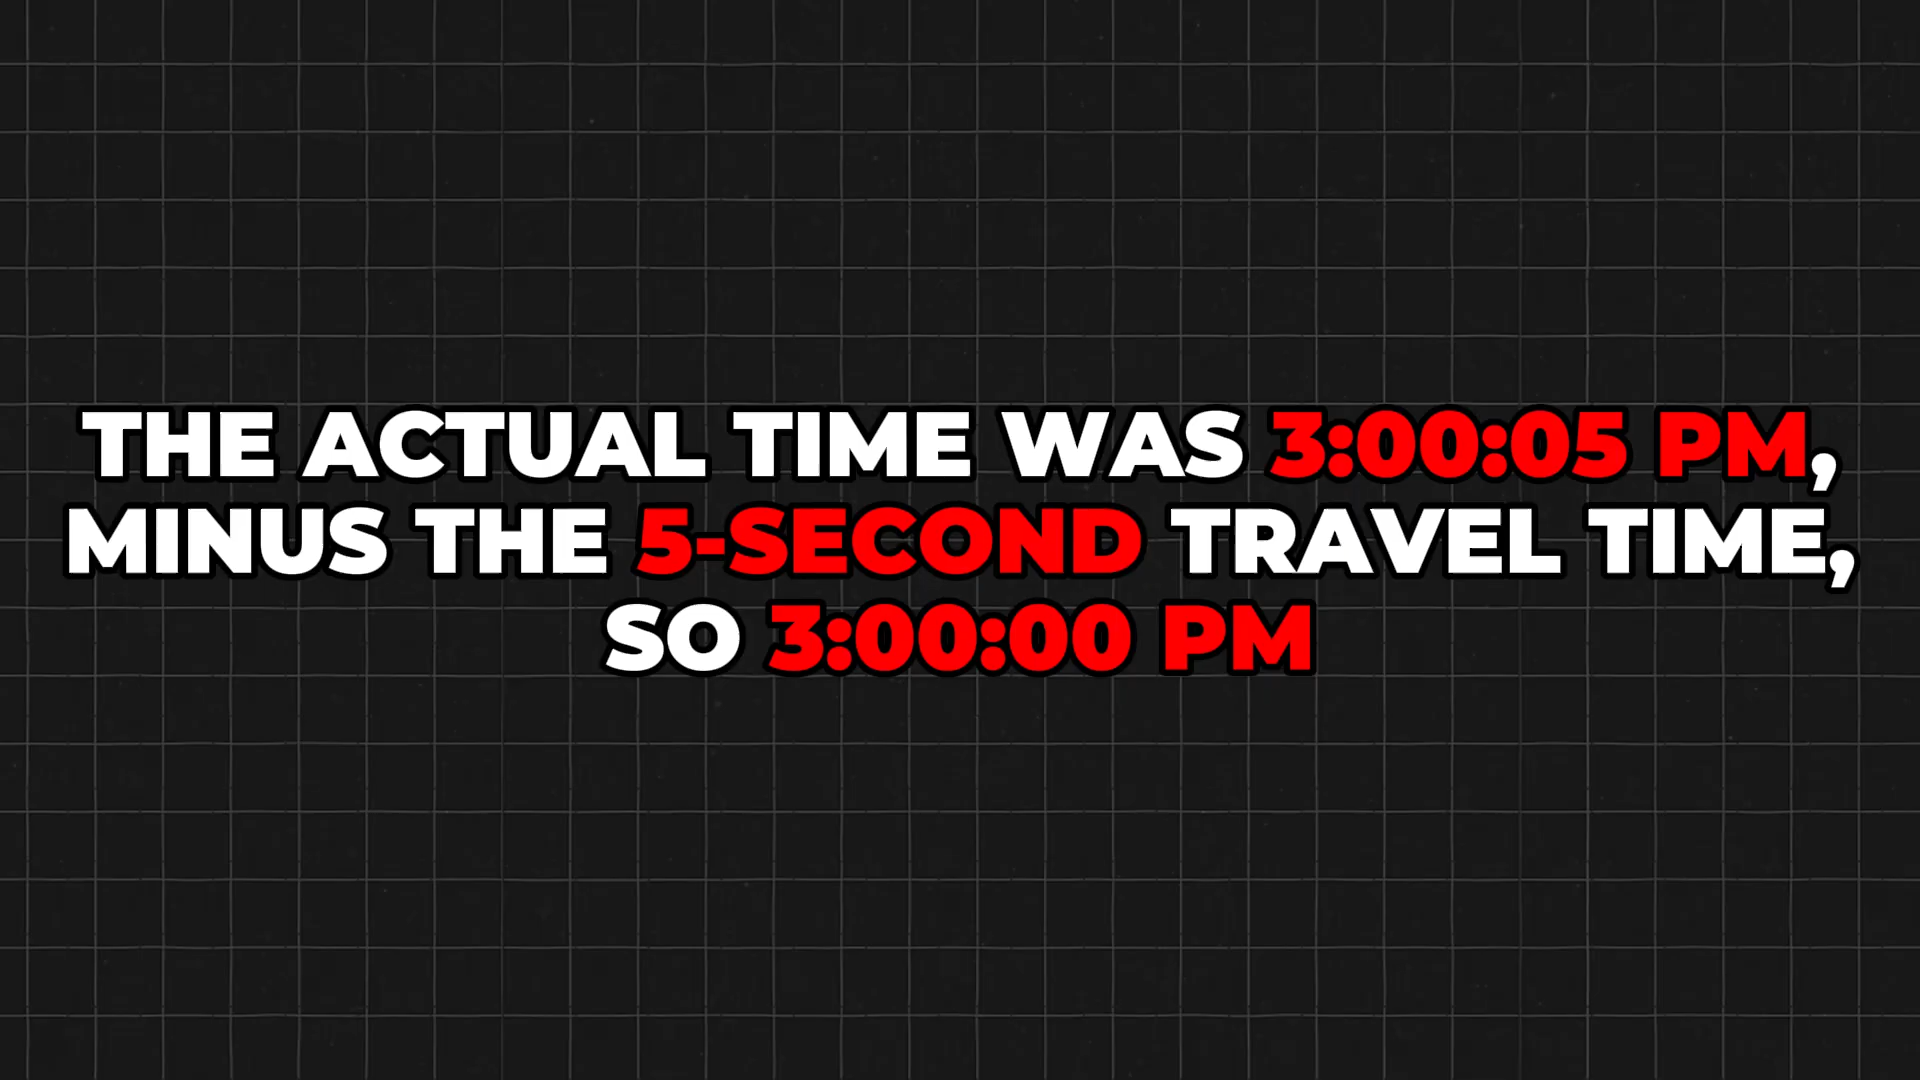 THE ACTUAL TIME WAS 3:00:05 PM,
MINUS THE 5-SECOND TRAVEL TIME,
SO 3:00:00 PM